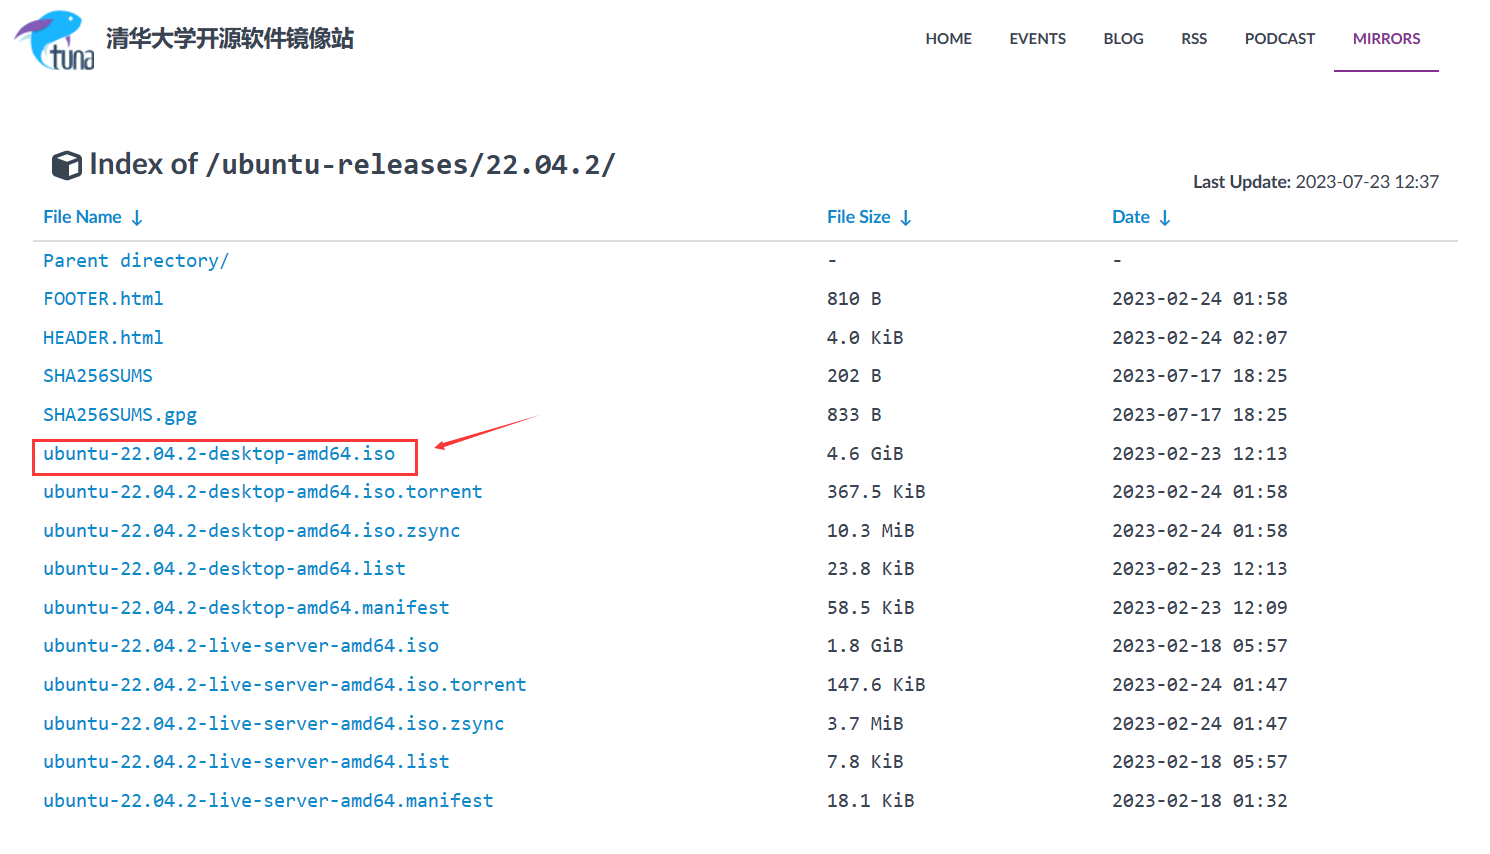 tuna 清华大学开源软件镜像站 HOME EVENTS BLOG RSS PODCAST MIRRORS
Index of /ubuntu-releases/22.04.2/
Last Update: 2023-07-23 12:37
File Name ↓ File Size ↓ Date ↓
Parent directory/ - -
FOOTER.html 810 B 2023-02-24 01:58
HEADER.html 4.0 KiB 2023-02-24 02:07
SHA256SUMS 202 B 2023-07-17 18:25
SHA256SUMS.gpg 833 B 2023-07-17 18:25
ubuntu-22.04.2-desktop-amd64.iso 4.6 GiB 2023-02-23 12:13
ubuntu-22.04.2-desktop-amd64.iso.torrent 367.5 KiB 2023-02-24 01:58
ubuntu-22.04.2-desktop-amd64.iso.zsync 10.3 MiB 2023-02-24 01:58
ubuntu-22.04.2-desktop-amd64.list 23.8 KiB 2023-02-23 12:13
ubuntu-22.04.2-desktop-amd64.manifest 58.5 KiB 2023-02-23 12:09
ubuntu-22.04.2-live-server-amd64.iso 1.8 GiB 2023-02-18 05:57
ubuntu-22.04.2-live-server-amd64.iso.torrent 147.6 KiB 2023-02-24 01:47
ubuntu-22.04.2-live-server-amd64.iso.zsync 3.7 MiB 2023-02-24 01:47
ubuntu-22.04.2-live-server-amd64.list 7.8 KiB 2023-02-18 05:57
ubuntu-22.04.2-live-server-amd64.manifest 18.1 KiB 2023-02-18 01:32